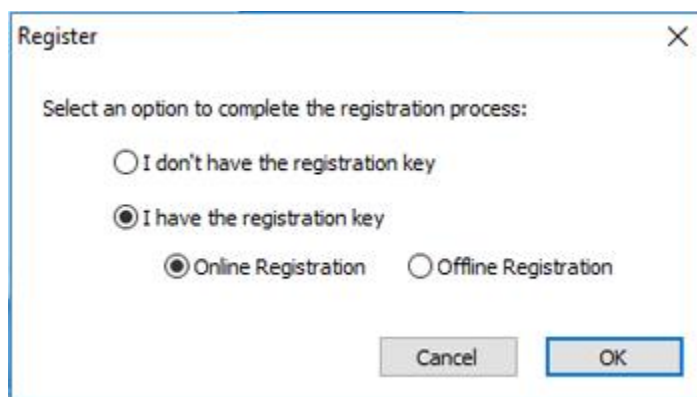 Register
Select an option to complete the registration process:
I don't have the registration key
I have the registration key
Online Registration Offline Registration
Cancel OK